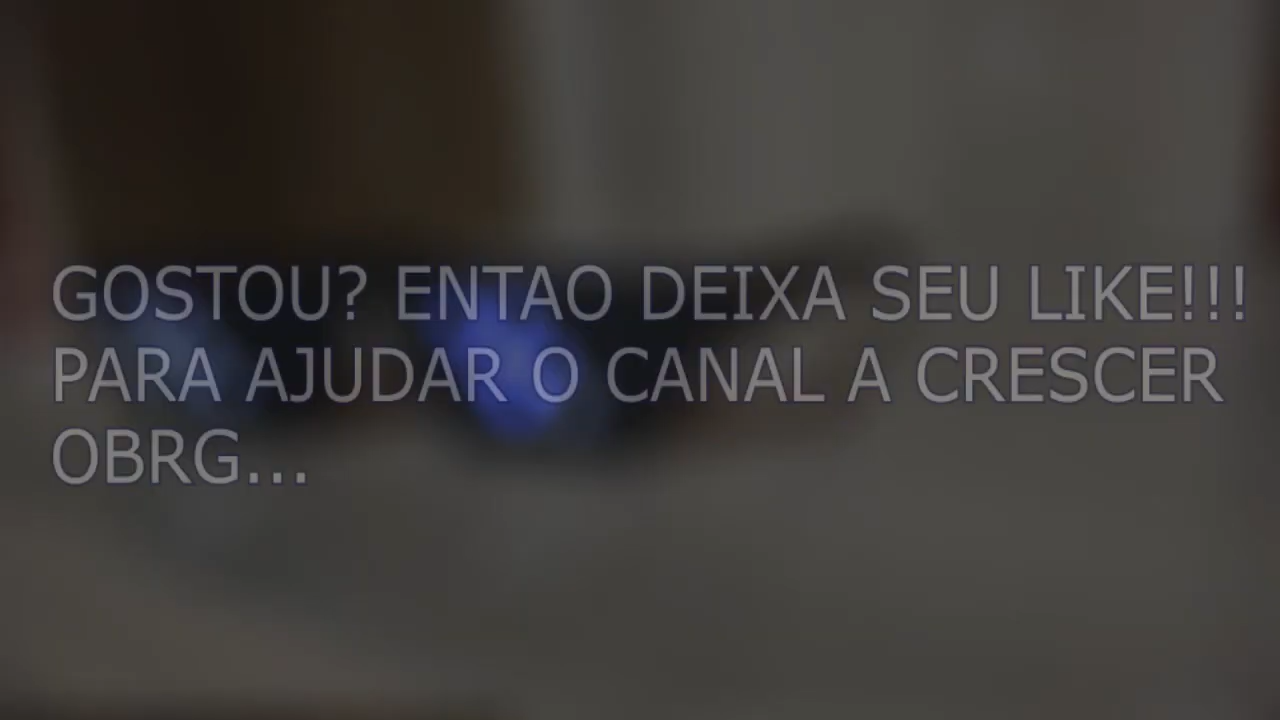 GOSTOU? ENTAO DEIXA SEU LIKE!!!
PARA AJUDAR O CANAL A CRESCER
OBRG...